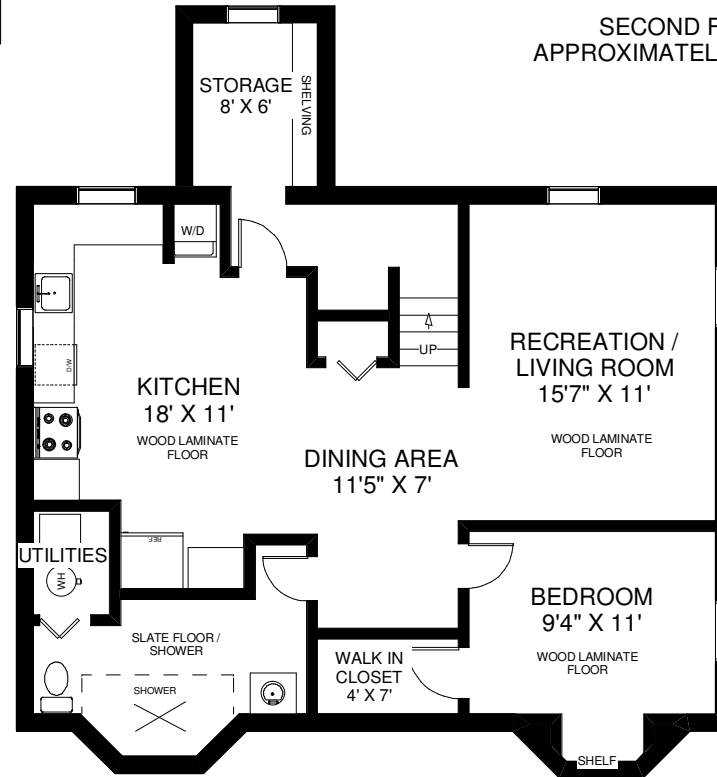 SECOND F
APPROXIMATEL
STORAGE
8' X 6'
SHELVING
W/D
UP
RECREATION /
LIVING ROOM
15'7" X 11'
WOOD LAMINATE
FLOOR
D/W
KITCHEN
18' X 11'
WOOD LAMINATE
FLOOR
DINING AREA
11'5" X 7'
REF
UTILITIES
WH
BEDROOM
9'4" X 11'
WOOD LAMINATE
FLOOR
SLATE FLOOR /
SHOWER
SHOWER
WALK IN
CLOSET
4' X 7'
SHELF